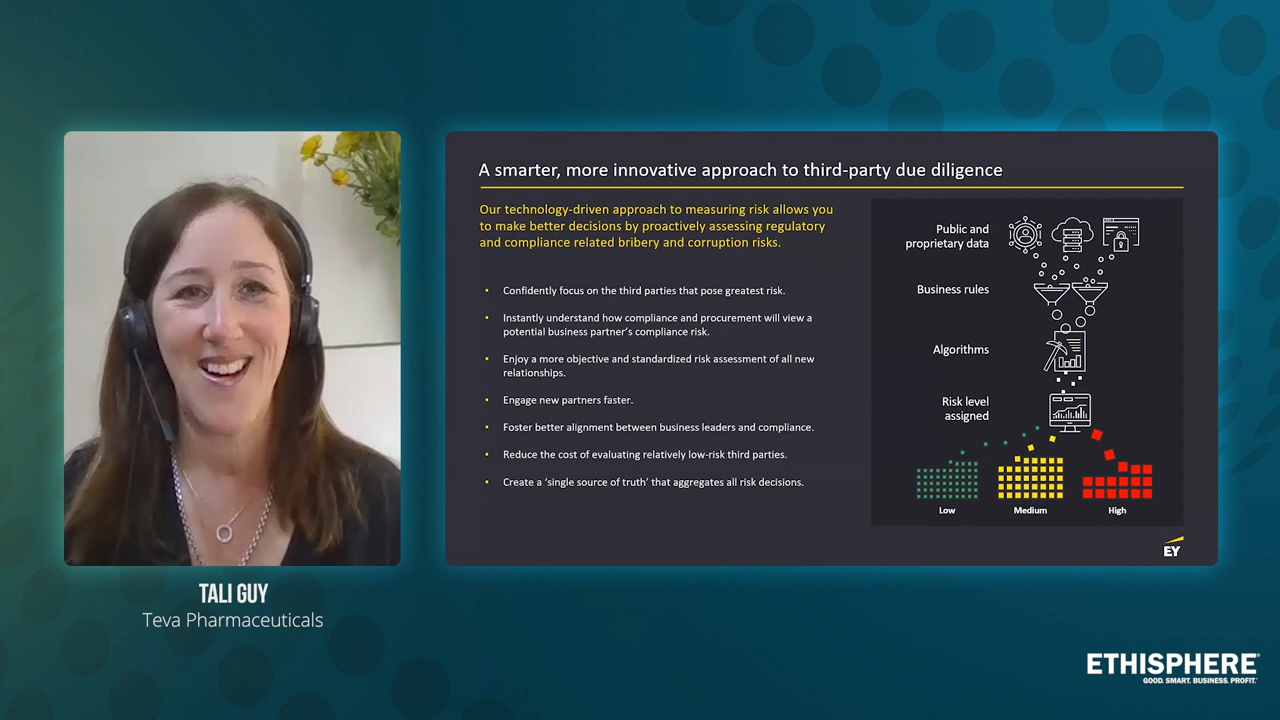 A smarter, more innovative approach to third-party due diligence
Our technology-driven approach to measuring risk allows you
to make better decisions by proactively assessing regulatory
and compliance related bribery and corruption risks.
• Confidently focus on the third parties that pose greatest risk.
• Instantly understand how compliance and procurement will view a
potential business partner's compliance risk.
• Enjoy a more objective and standardized risk assessment of all new
relationships.
• Engage new partners faster.
• Foster better alignment between business leaders and compliance.
• Reduce the cost of evaluating relatively low-risk third parties.
• Create a 'single source of truth' that aggregates all risk decisions.
Public and
proprietary data
Business rules
Algorithms
Risk level
assigned
Low
Medium
High
EY
TALI GUY
Teva Pharmaceuticals
ETHISPHERE®
GOOD. SMART. BUSINESS. PROFIT.®